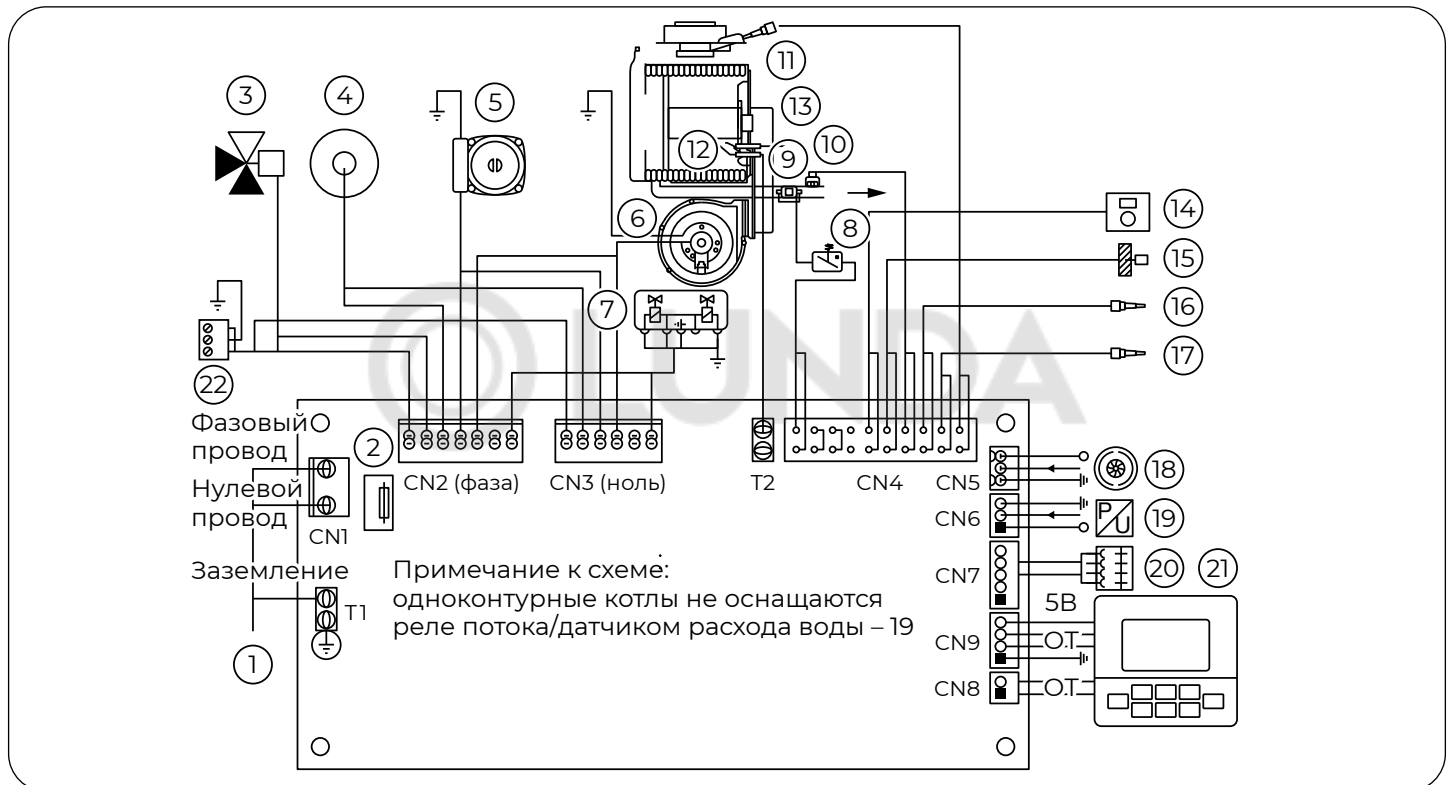 11
3
4
5
13
10
12
9
14
6
8
15
7
16
17
LUNDA
22
Фазовый
провод
2
CN2 (фаза)
CN3 (ноль)
T2
CN4
CN5
18
Нулевой
провод
CN1
CN6
P/U
19
Заземление
T1
Примечание к схеме:
одноконтурные котлы не оснащаются
реле потока/датчиком расхода воды – 19
CN7
20
21
5В
CN9
О.Т
1
CN8
О.Т